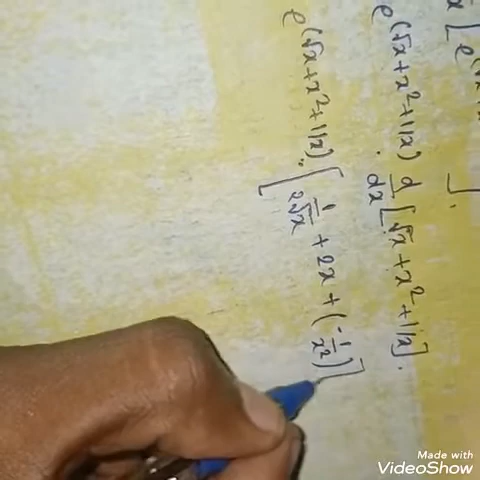 [e^(√x
e^(√x+x²+1/x) · d/dx [√x+x²+1/x].
e^(√x+x²+1/x) · [1/2√x + 2x + (-1/x²)]
Made with
VideoShow